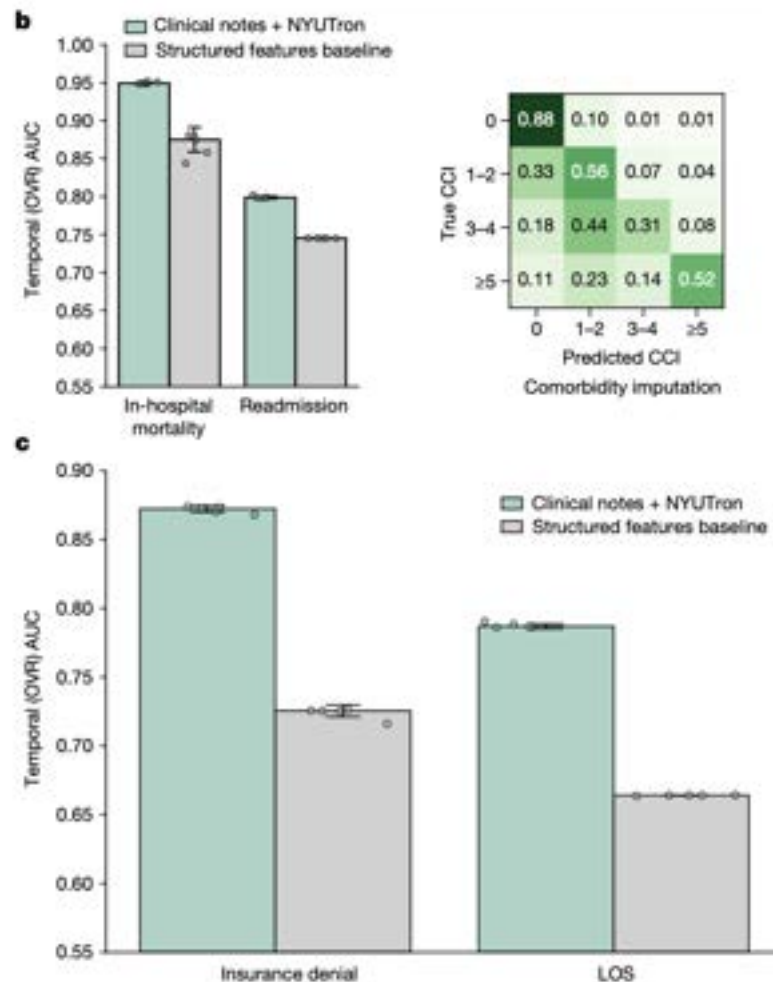 b
Clinical notes + NYUTron
Structured features baseline
Temporal (OVR) AUC
1.00
0.95
0.90
0.85
0.80
0.75
0.70
0.65
0.60
0.55
In-hospital mortality
Readmission
True CCI
0 0.88 0.10 0.01 0.01
1–2 0.33 0.56 0.07 0.04
3–4 0.18 0.44 0.31 0.08
≥5 0.11 0.23 0.14 0.52
0 1–2 3–4 ≥5
Predicted CCI
Comorbidity imputation
c
Clinical notes + NYUTron
Structured features baseline
Temporal (OVR) AUC
0.90
0.85
0.80
0.75
0.70
0.65
0.60
0.55
Insurance denial
LOS